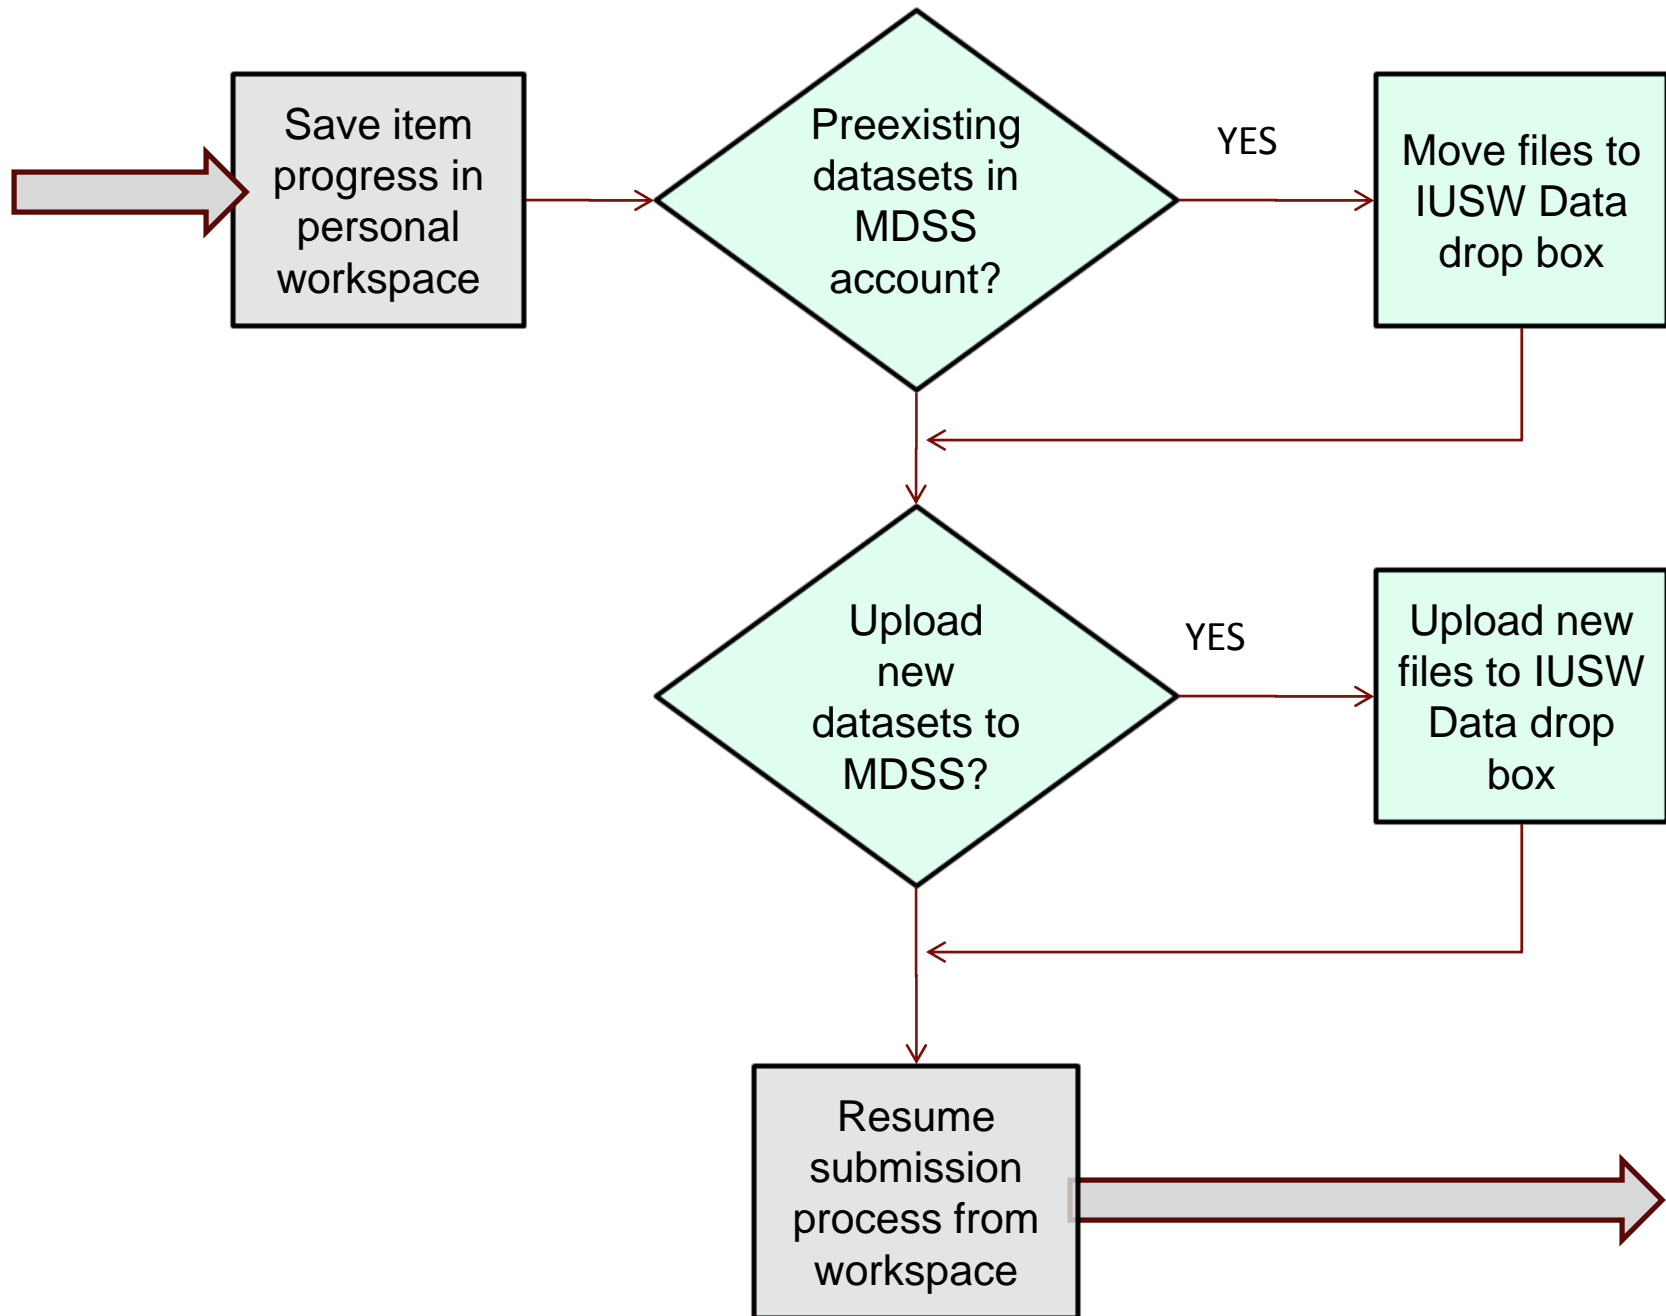 Save item
progress in
personal
workspace
Preexisting
datasets in
MDSS
account?
YES
Move files to
IUSW Data
drop box
Upload
new
datasets to
MDSS?
YES
Upload new
files to IUSW
Data drop
box
Resume
submission
process from
workspace